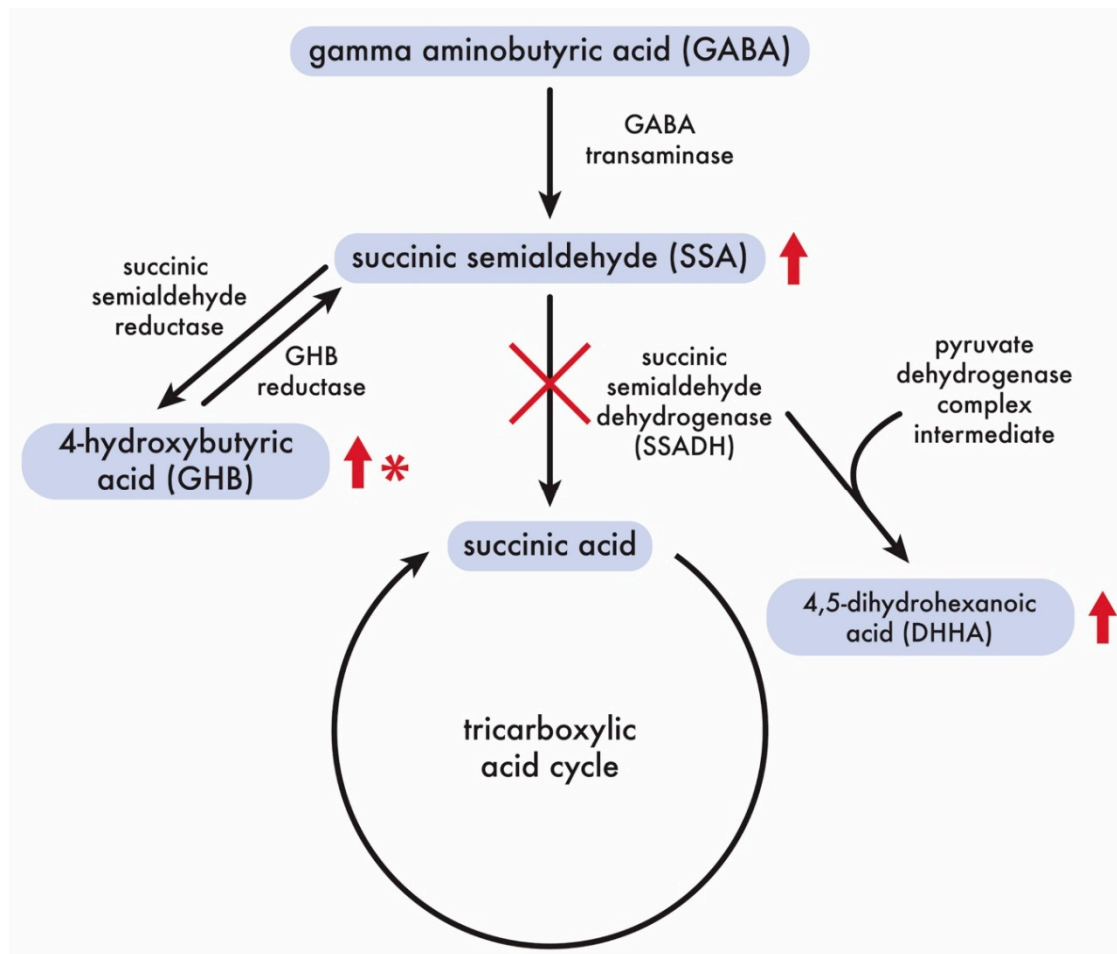 gamma aminobutyric acid (GABA)
GABA
transaminase
succinic semialdehyde (SSA)
succinic
semialdehyde
reductase
GHB
reductase
4-hydroxybutyric
acid (GHB)
*
succinic
semialdehyde
dehydrogenase
(SSADH)
pyruvate
dehydrogenase
complex
intermediate
succinic acid
4,5-dihydrohexanoic
acid (DHHA)
tricarboxylic
acid cycle